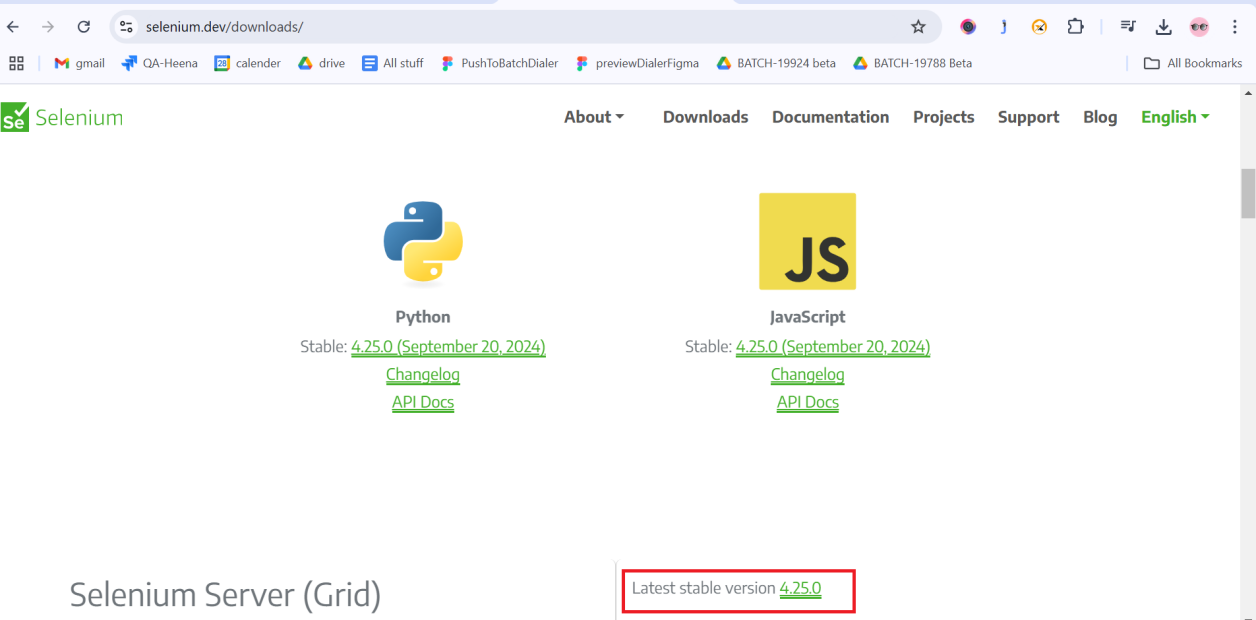 selenium.dev/downloads/
gmail QA-Heena 28 calender drive All stuff PushToBatchDialer previewDialerFigma BATCH-19924 beta BATCH-19788 Beta All Bookmarks
Se Selenium About Downloads Documentation Projects Support Blog English
JS
Python JavaScript
Stable: 4.25.0 (September 20, 2024) Stable: 4.25.0 (September 20, 2024)
Changelog Changelog
API Docs API Docs
Selenium Server (Grid) Latest stable version 4.25.0